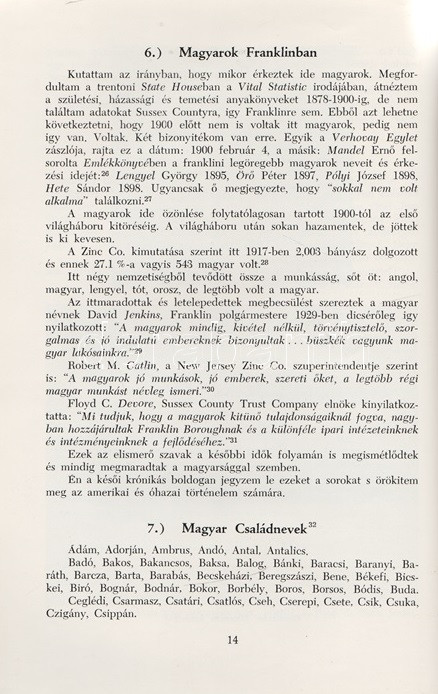 6.) Magyarok Franklinban
Kutattam az irányban, hogy mikor érkeztek ide magyarok. Megfor-
dultam a trentoni State Houseban a Vital Statistic irodájában, átnéztem
a születési, házassági és temetési anyakönyveket 1878-1900-ig, de nem
találtam adatokat Sussex Countyra, igy Franklinre sem. Ebből azt lehetne
következtetni, hogy 1900 előtt nem is voltak itt magyarok, pedig nem
igy van, Voltak. Két bizonyitékom van erre. Egyik a Verhovay Egylet
zászlója, rajta ez a dátum: 1900 február 4, a másik: Mandel Ernő fel-
sorolta Emlékkönyvében a franklini legöregebb magyarok neveit és érke-
zési idejét:26 Lengyel György 1895, Örő Péter 1897, Pólyi József 1898,
Hete Sándor 1898. Ugyancsak ő megjegyezte, hogy "sokkal nem volt
alkalma" találkozni.27
A magyarok ide özönlése folytatólagosan tartott 1900-tól az első
világháboru kitöréséig. A világháboru után sokan hazamentek, de jöttek
is ki kevesen.
A Zinc Co. kimutatása szerint itt 1917-ben 2,003 bányász dolgozott
és ennek 27.1 %-a vagyis 543 magyar volt.28
Itt négy nemzetiségből tevődött össze a munkásság, sőt öt: angol,
magyar, lengyel, tót, orosz, de legtöbb volt a magyar.
Az ittmaradottak és letelepedettek megbecsülést szereztek a magyar
névnek David Jenkins, Franklin polgármestere 1929-ben dicsérőleg igy
nyilatkozott: "A magyarok mindig, kivétel nélkül, törvénytisztelő, szor-
galmas és jó indulatú embereknek bizonyultak . . . büszkék vagyunk ma-
gyar lakósainkra."29
Robert M. Catlin, a New Jersey Zinc Co. szuperintendentje szerint
is: "A magyarok jó munkások, jó emberek, szereti őket, a legtöbb régi
magyar munkást névleg ismeri."30
Floyd C. Devore, Sussex County Trust Company elnöke kinyilatkoz-
tatta: "Mi tudjuk, hogy a magyarok kitünő tulajdonságaiknál fogva, nagy-
ban hozzájárultak Franklin Boroughnak és a különféle ipari intézeteinknek
és intézményeinknek a fejlődéséhez."31
Ezek az elismerő szavak a későbbi idők folyamán is megismétlődtek
és mindig megmaradtak a magyarsággal szemben.
Én a késői krónikás boldogan jegyzem le ezeket a sorokat s örökitem
meg az amerikai és óhazai történelem számára.
7.) Magyar Családnevek32
Ádám, Adorján, Ambrus, Andó, Antal, Antalics,
Badó, Bakos, Bakancsos, Baksa, Balog, Bánki, Baracsi, Baranyi, Ba-
ráth, Barcza, Barta, Barabás, Becskeházi, Beregszászi, Bene, Békefi, Bics-
kei, Biró, Bognár, Bodnár, Bokor, Borbély, Boros, Borsos, Bódis, Buda.
Ceglédi, Csarmasz, Csatári, Csatlós, Cseh, Cserepi, Csete, Csik, Csuka,
Czigány, Csippán.
14